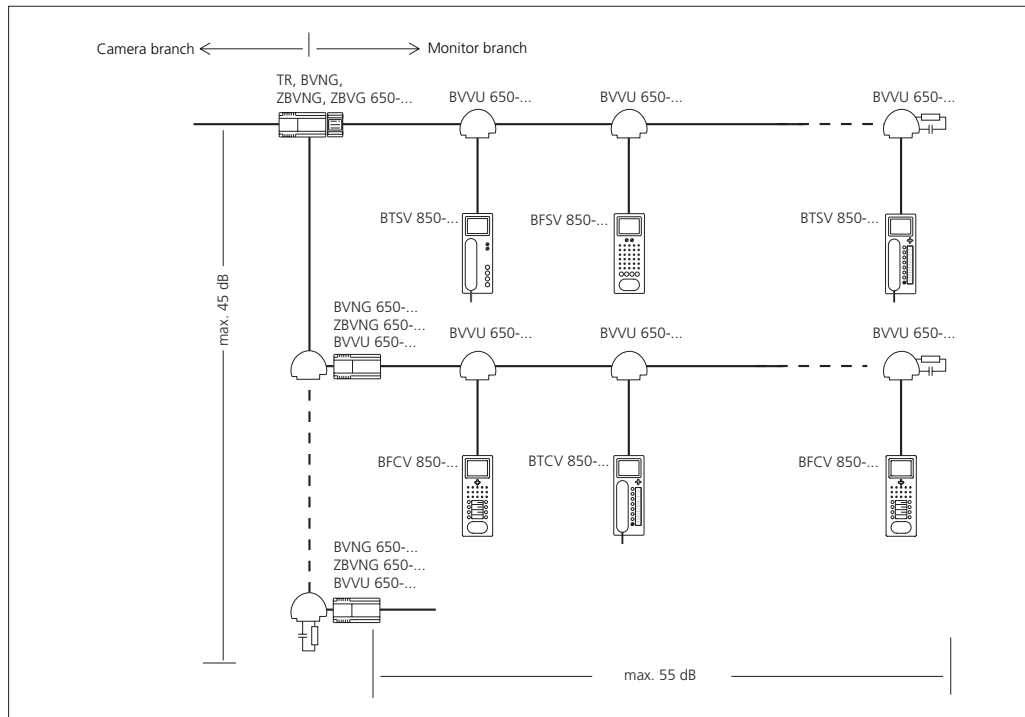 Camera branch
Monitor branch
TR, BVNG,
ZBVNG, ZBVG 650-...
BVVU 650-...
BVVU 650-...
BVVU 650-...
BTSV 850-...
BFSV 850-...
BTSV 850-...
max. 45 dB
BVNG 650-...
ZBVNG 650-...
BVVU 650-...
BVVU 650-...
BVVU 650-...
BVVU 650-...
BFCV 850-...
BTCV 850-...
BFCV 850-...
BVNG 650-...
ZBVNG 650-...
BVVU 650-...
max. 55 dB